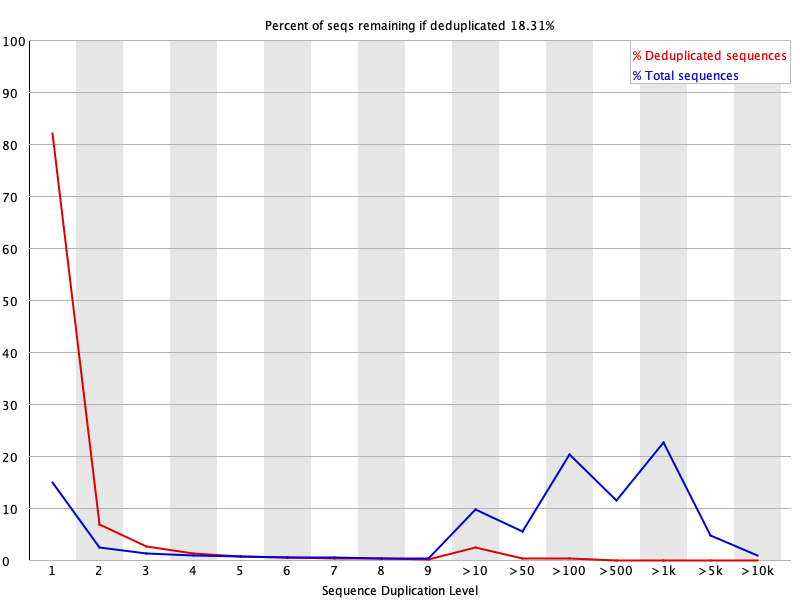 Percent of seqs remaining if deduplicated 18.31%
% Deduplicated sequences
% Total sequences
100
90
80
70
60
50
40
30
20
10
0
1 2 3 4 5 6 7 8 9 >10 >50 >100 >500 >1k >5k >10k
Sequence Duplication Level